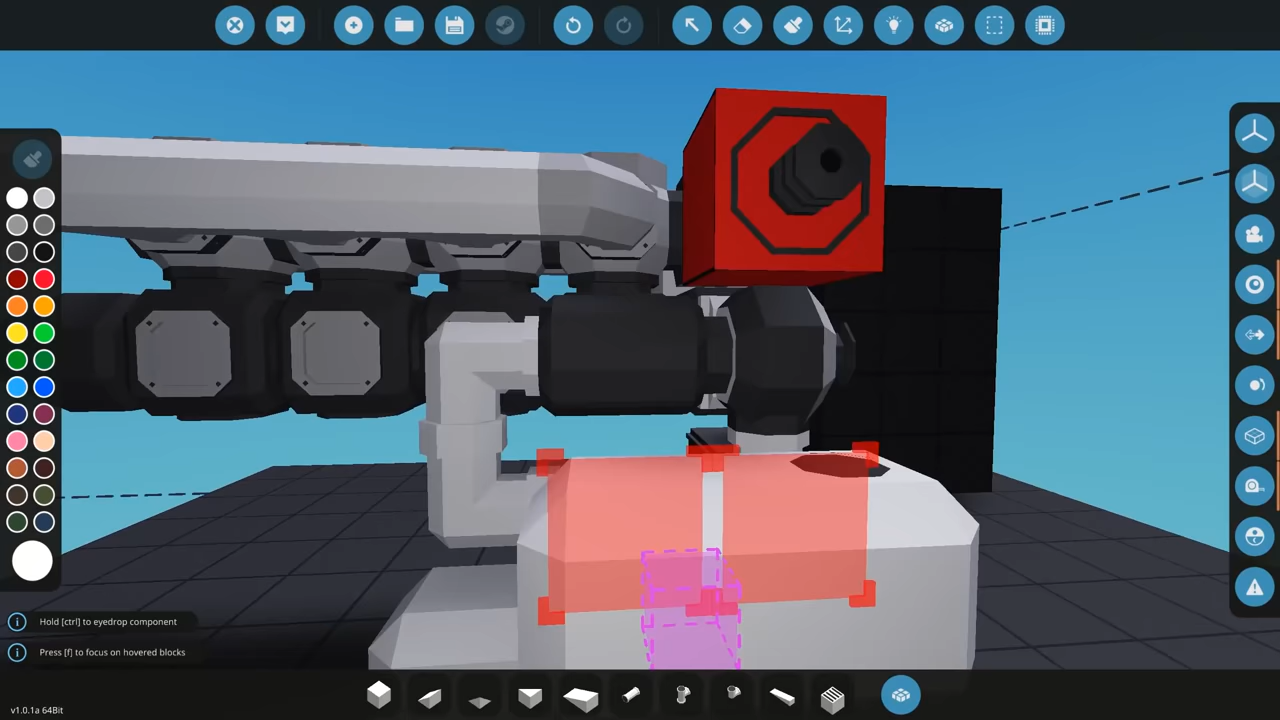 Hold [ctrl] to eyedrop component
Press [f] to focus on hovered blocks
v1.0.1a 64Bit